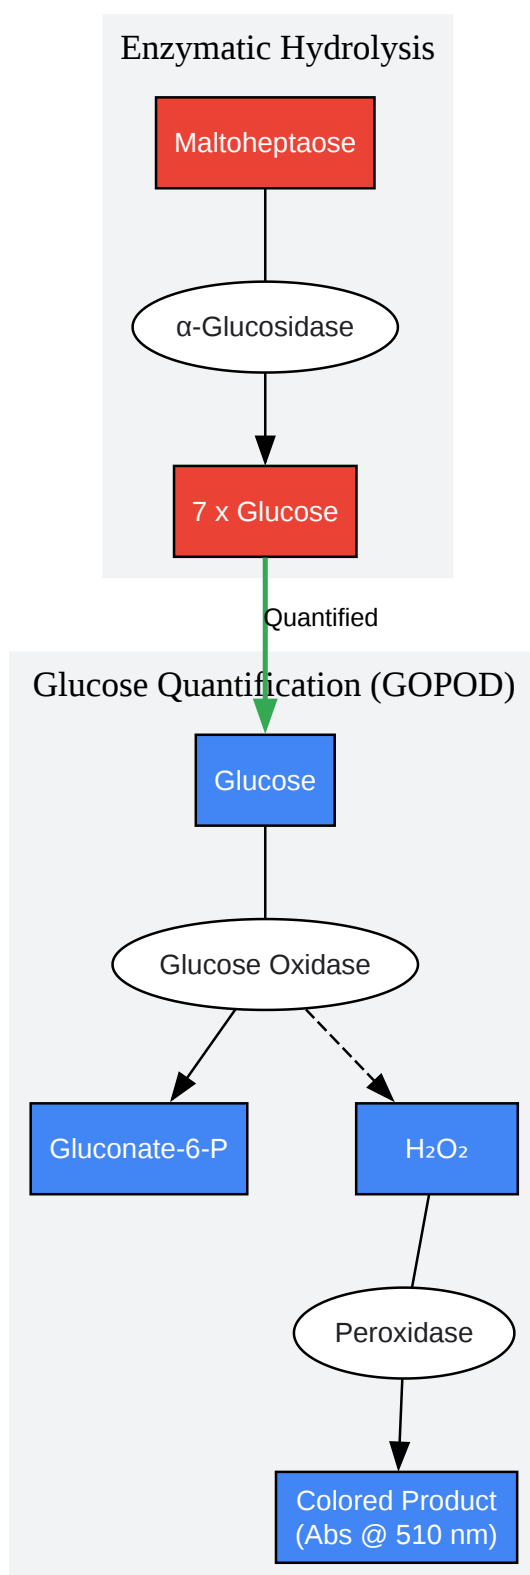 Enzymatic Hydrolysis
Maltoheptaose
α-Glucosidase
7 x Glucose
Quantified
Glucose Quantification (GOPOD)
Glucose
Glucose Oxidase
Gluconate-6-P
H₂O₂
Peroxidase
Colored Product
(Abs @ 510 nm)